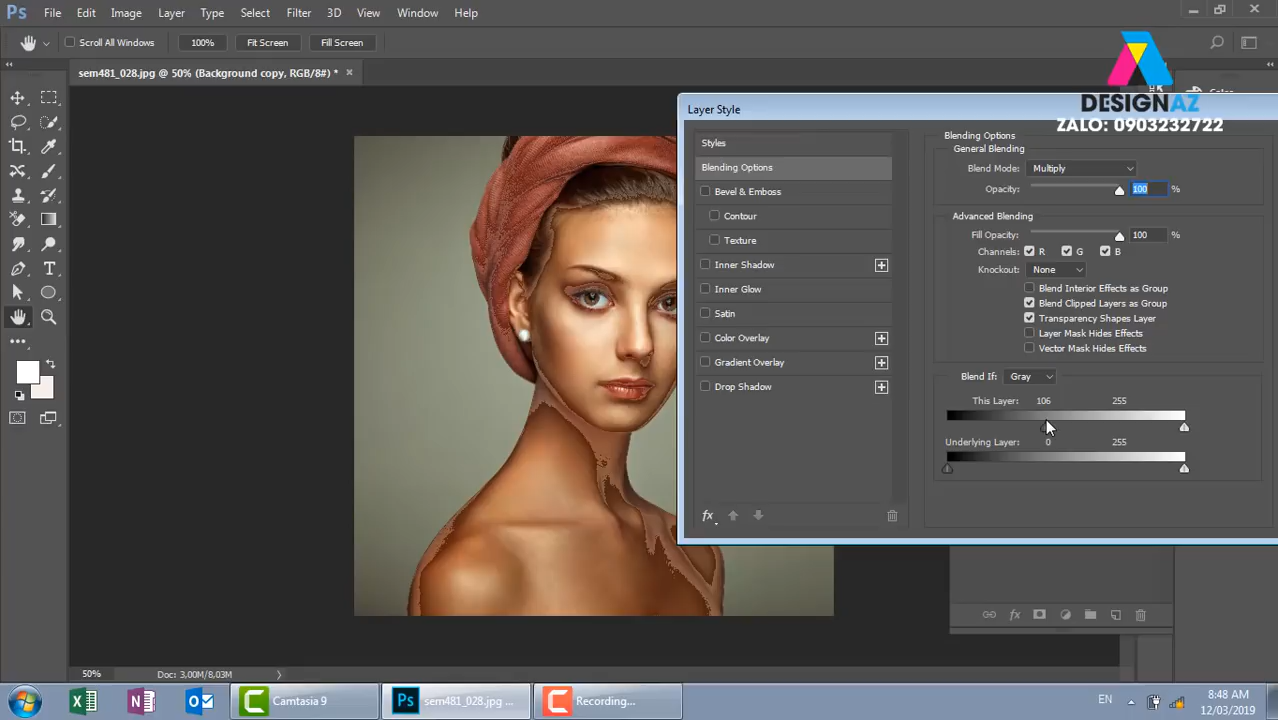 Ps File Edit Image Layer Type Select Filter 3D View Window Help
Scroll All Windows 100% Fit Screen Fill Screen
sem481_028.jpg @ 50% (Background copy, RGB/8#) *
DESIGNAZ
ZALO: 0903232722
Layer Style
Styles
Blending Options
Bevel & Emboss
Contour
Texture
Inner Shadow
Inner Glow
Satin
Color Overlay
Gradient Overlay
Drop Shadow
fx
Blending Options
General Blending
Blend Mode: Multiply
Opacity: 100 %
Advanced Blending
Fill Opacity: 100 %
Channels: R G B
Knockout: None
Blend Interior Effects as Group
Blend Clipped Layers as Group
Transparency Shapes Layer
Layer Mask Hides Effects
Vector Mask Hides Effects
Blend If: Gray
This Layer: 106 255
Underlying Layer: 0 255
fx
50% Doc: 3,00M/8,03M
Camtasia 9
Ps sem481_028.jpg ...
Recording...
EN
8:48 AM
12/03/2019